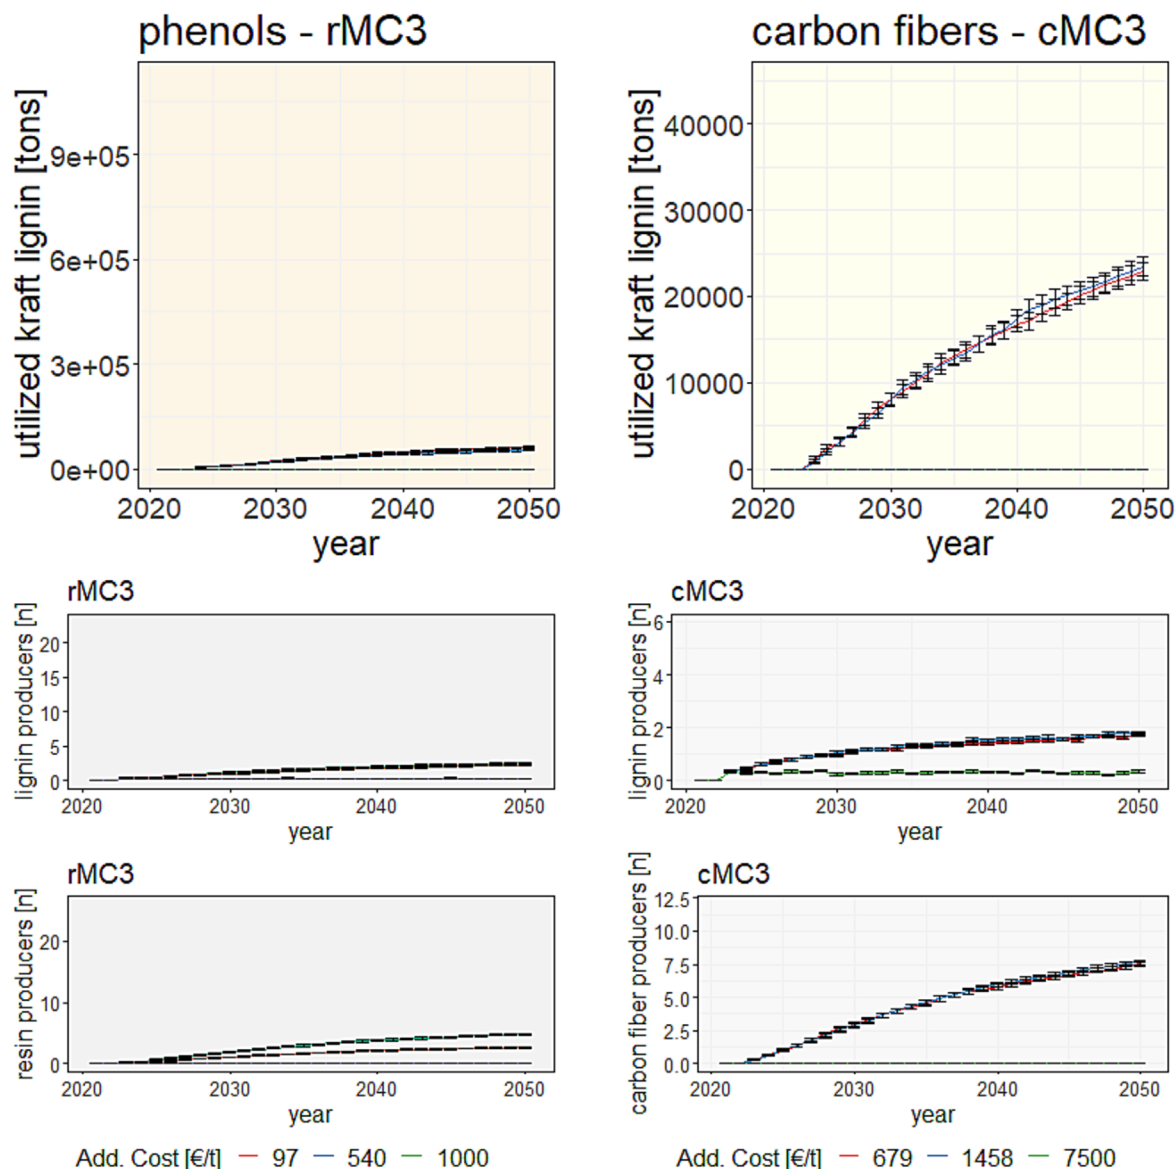 phenols - rMC3
utilized kraft lignin [tons]
9e+05
6e+05
3e+05
0e+00
2020 2030 2040 2050
year
carbon fibers - cMC3
utilized kraft lignin [tons]
40000
30000
20000
10000
0
2020 2030 2040 2050
year
rMC3
lignin producers [n]
20
15
10
5
0
2020 2030 2040 2050
year
cMC3
lignin producers [n]
6
4
2
0
2020 2030 2040 2050
year
rMC3
resin producers [n]
20
10
0
2020 2030 2040 2050
year
cMC3
carbon fiber producers [n]
12.5
10.0
7.5
5.0
2.5
0.0
2020 2030 2040 2050
year
Add. Cost [€/t] 97 540 1000
Add. Cost [€/t] 679 1458 7500